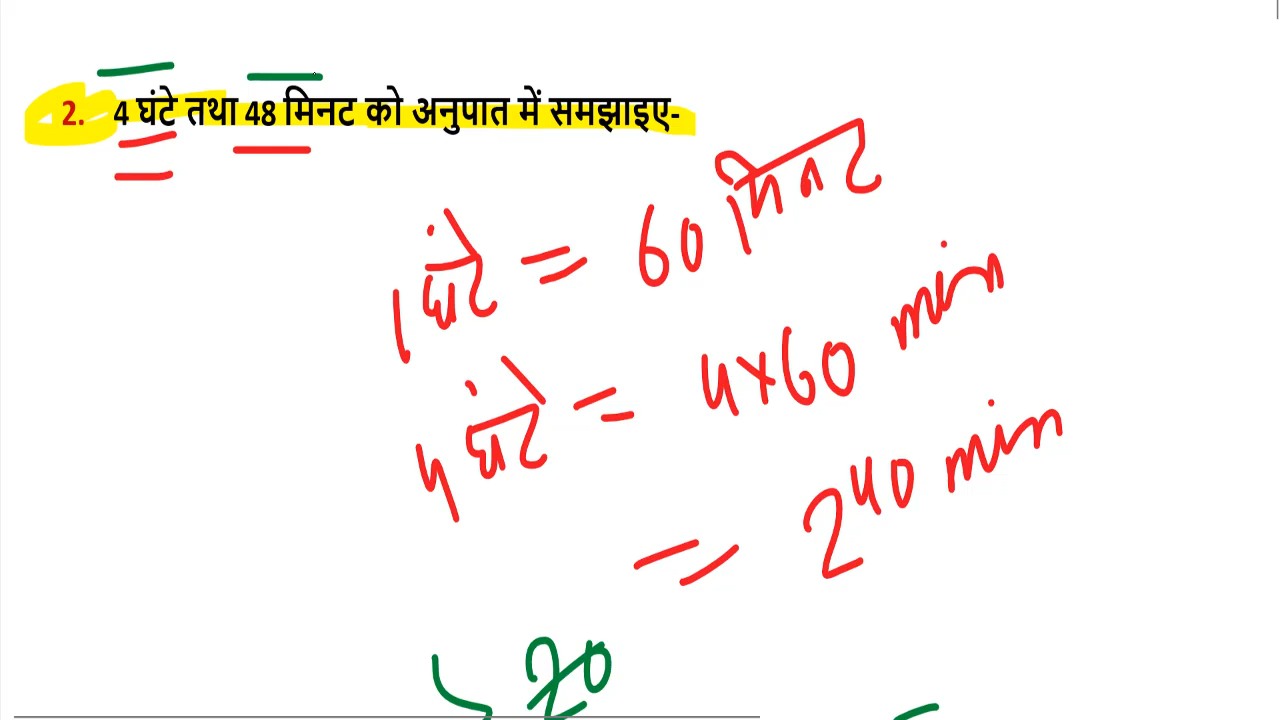 2. 4 घंटे तथा 48 मिनट को अनुपात में समझाइए-
1 घंटे = 60 मिनट
4 घंटे = 4×60 min
= 240 min